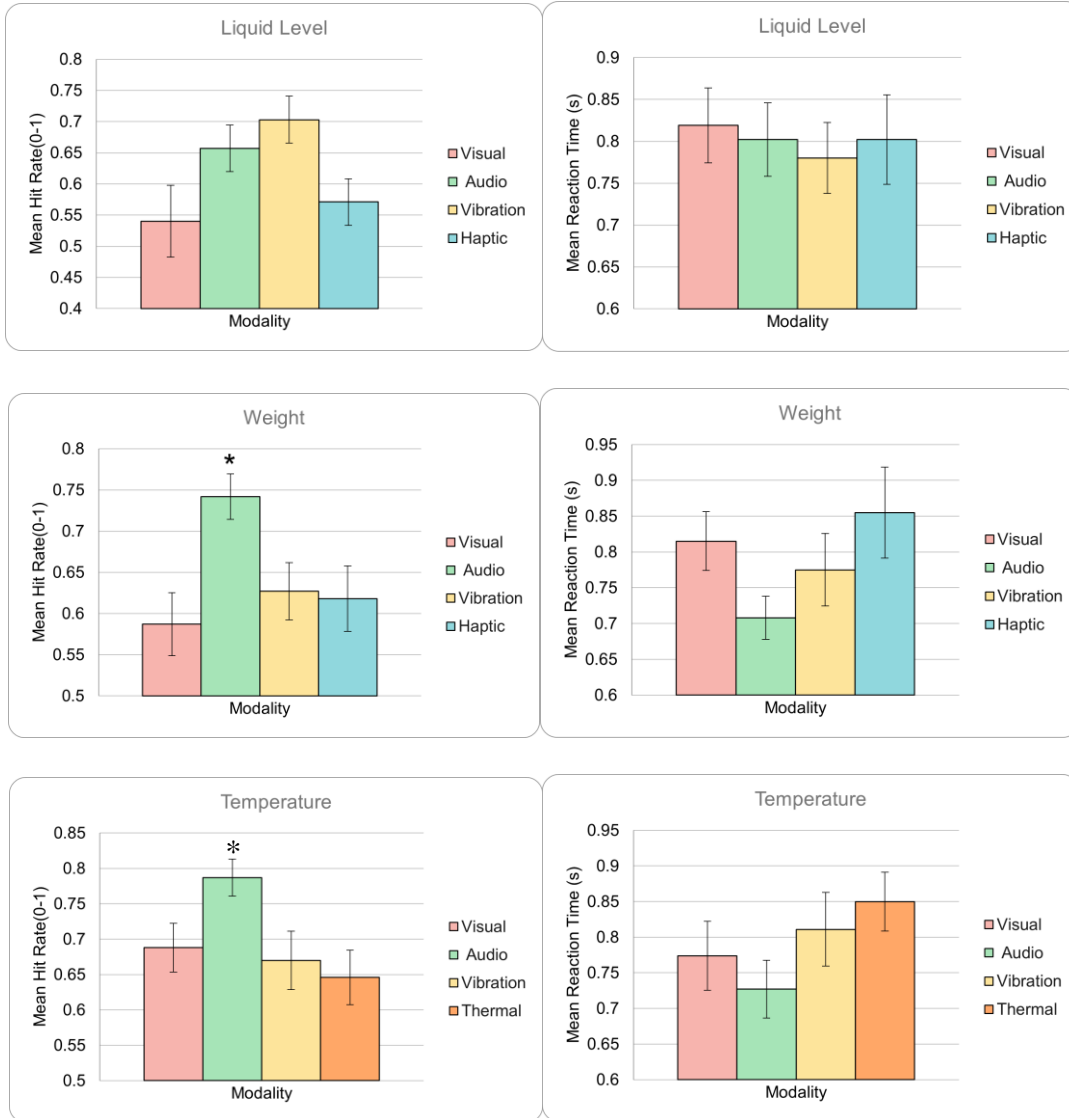 Liquid Level
0.8
0.75
0.7
0.65
0.6
0.55
0.5
0.45
0.4
Mean Hit Rate(0-1)
Modality
Visual
Audio
Vibration
Haptic
Liquid Level
0.9
0.85
0.8
0.75
0.7
0.65
0.6
Mean Reaction Time (s)
Modality
Visual
Audio
Vibration
Haptic
Weight
0.8
0.75
0.7
0.65
0.6
0.55
0.5
Mean Hit Rate(0-1)
*
Modality
Visual
Audio
Vibration
Haptic
Weight
0.95
0.9
0.85
0.8
0.75
0.7
0.65
0.6
Mean Reaction Time (s)
Modality
Visual
Audio
Vibration
Haptic
Temperature
0.85
0.8
0.75
0.7
0.65
0.6
0.55
0.5
Mean Hit Rate(0-1)
*
Modality
Visual
Audio
Vibration
Thermal
Temperature
0.95
0.9
0.85
0.8
0.75
0.7
0.65
0.6
Mean Reaction Time (s)
Modality
Visual
Audio
Vibration
Thermal